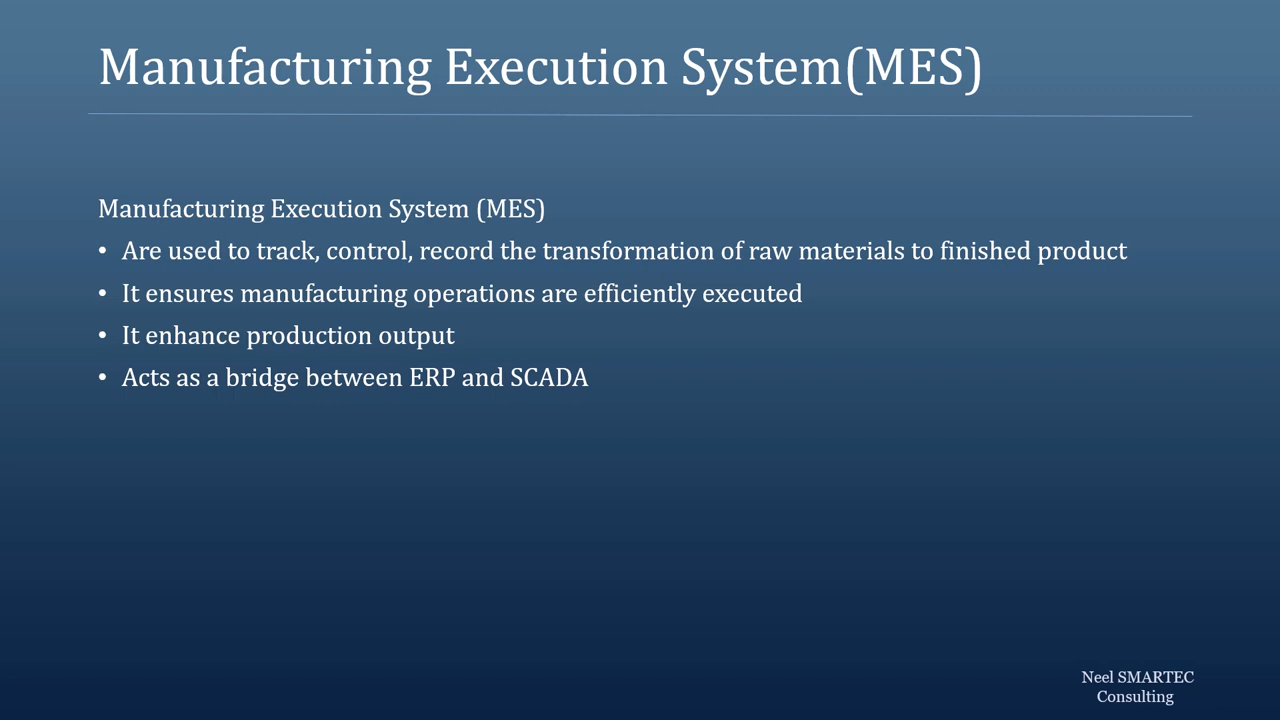 Manufacturing Execution System(MES)
Manufacturing Execution System (MES)
• Are used to track, control, record the transformation of raw materials to finished product
• It ensures manufacturing operations are efficiently executed
• It enhance production output
• Acts as a bridge between ERP and SCADA
Neel SMARTEC
Consulting